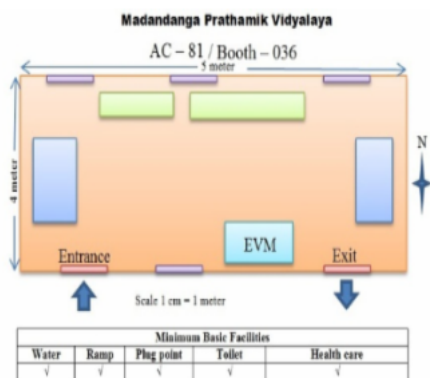 Madandanga Prathamik Vidyalaya
AC – 81 / Booth – 036
5 meter
4 meter
N
EVM
Entrance
Exit
Scale 1 cm = 1 meter
Minimum Basic Facilities
Water Ramp Plug point Toilet Health care
√ √ √ √ √